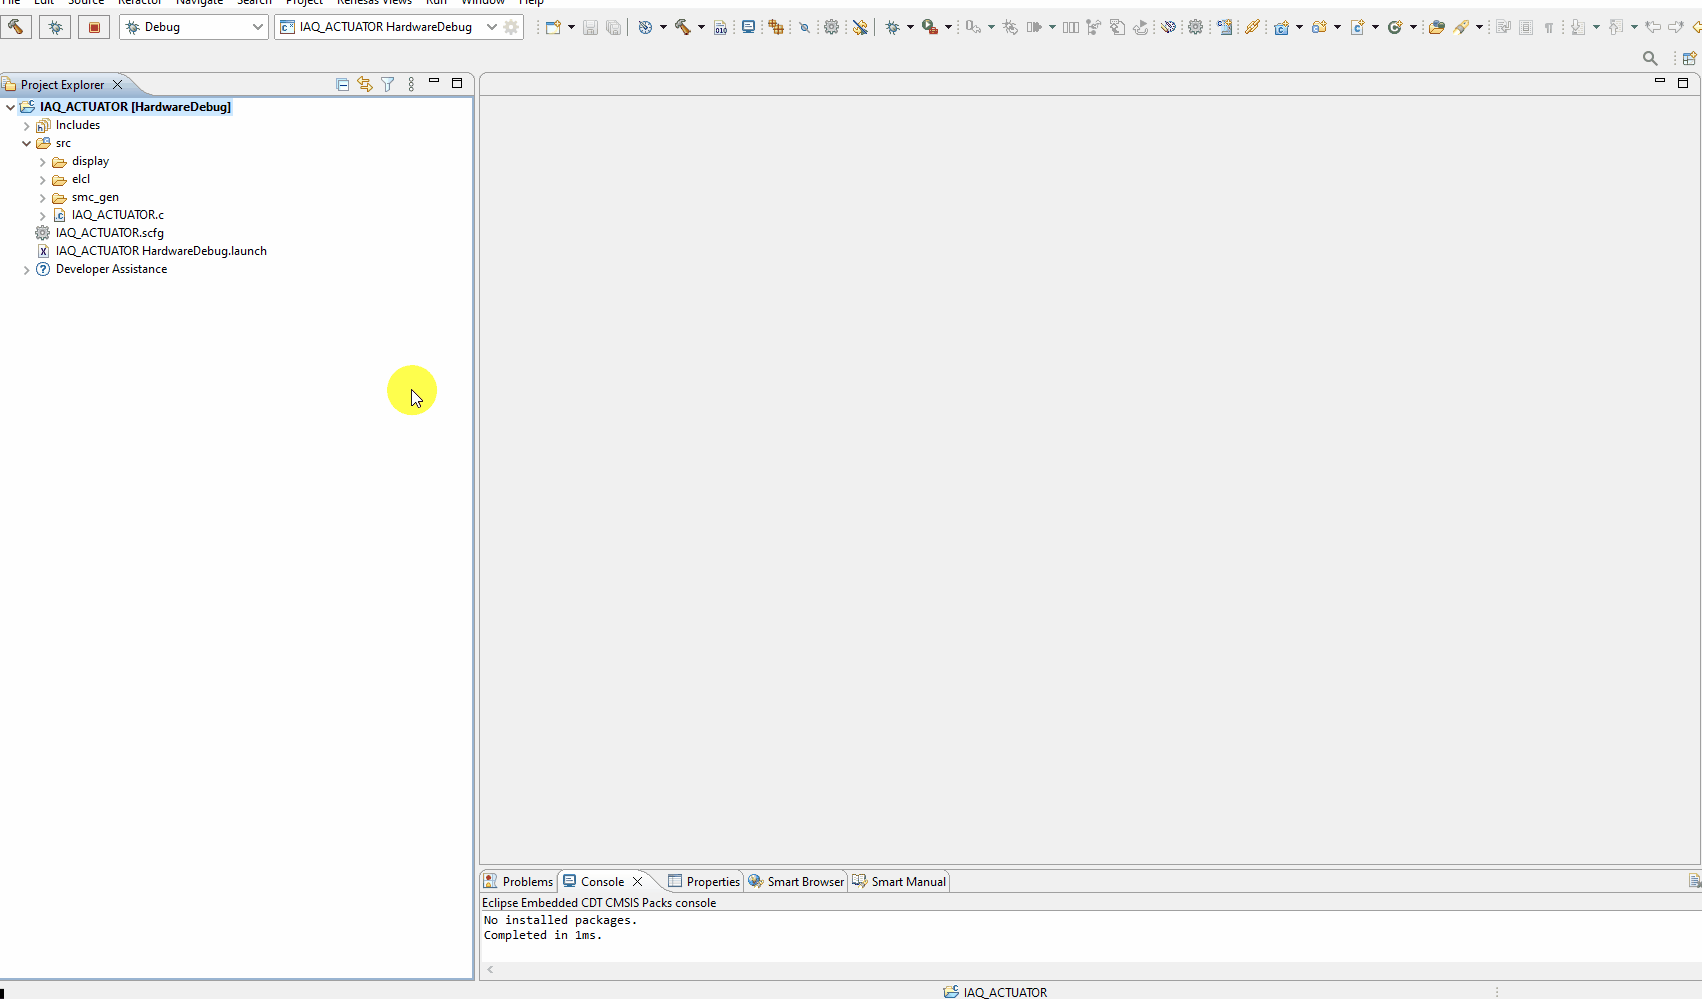 File Edit Source Refactor Navigate Search Project Renesas Views Run Window Help
Debug
IAQ_ACTUATOR HardwareDebug
Project Explorer
IAQ_ACTUATOR [HardwareDebug]
Includes
src
display
elcl
smc_gen
IAQ_ACTUATOR.c
IAQ_ACTUATOR.scfg
IAQ_ACTUATOR HardwareDebug.launch
Developer Assistance
Problems Console Properties Smart Browser Smart Manual
Eclipse Embedded CDT CMSIS Packs console
No installed packages.
Completed in 1ms.
IAQ_ACTUATOR